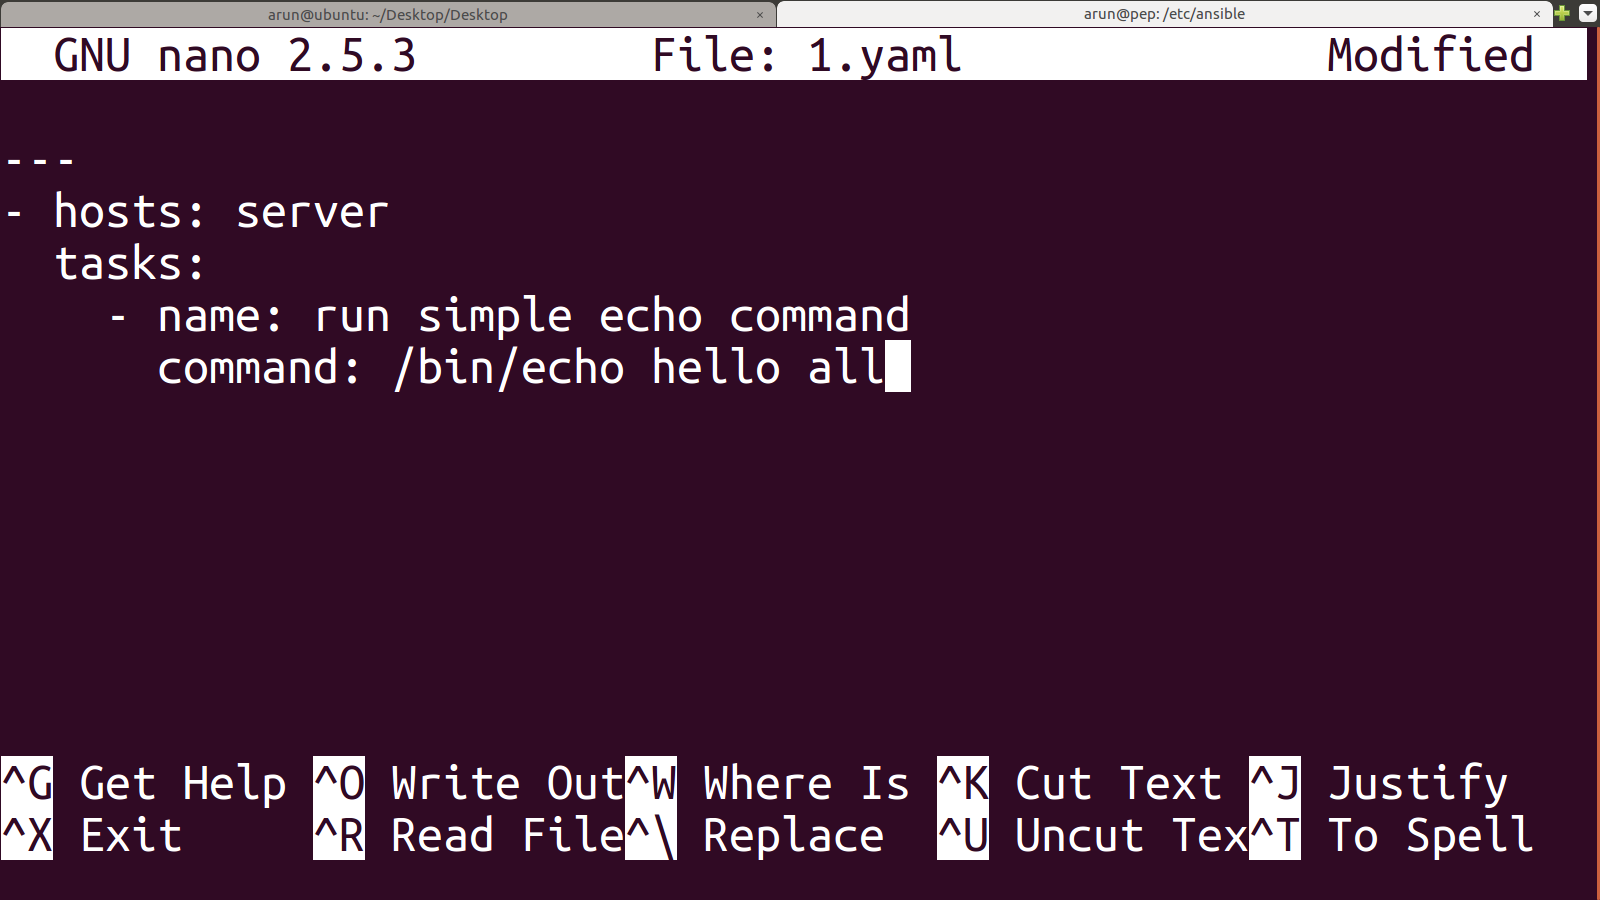 arun@ubuntu: ~/Desktop/Desktop × arun@pep: /etc/ansible ×
GNU nano 2.5.3 File: 1.yaml Modified
---
- hosts: server
  tasks:
    - name: run simple echo command
      command: /bin/echo hello all
^G Get Help ^O Write Out ^W Where Is ^K Cut Text ^J Justify
^X Exit ^R Read File ^\ Replace ^U Uncut Tex ^T To Spell